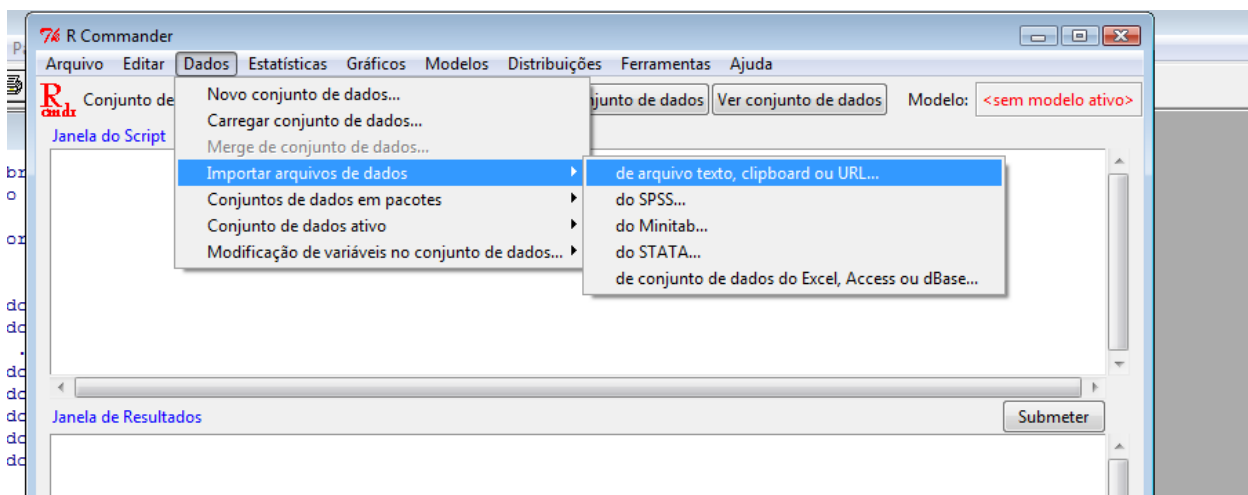 R Commander
Arquivo Editar Dados Estatísticas Gráficos Modelos Distribuições Ferramentas Ajuda
R Cmdr Conjunto de njunto de dados Ver conjunto de dados Modelo: <sem modelo ativo>
Janela do Script
Novo conjunto de dados...
Carregar conjunto de dados...
Merge de conjunto de dados...
Importar arquivos de dados
Conjuntos de dados em pacotes
Conjunto de dados ativo
Modificação de variáveis no conjunto de dados...
de arquivo texto, clipboard ou URL...
do SPSS...
do Minitab...
do STATA...
de conjunto de dados do Excel, Access ou dBase...
Janela de Resultados Submeter